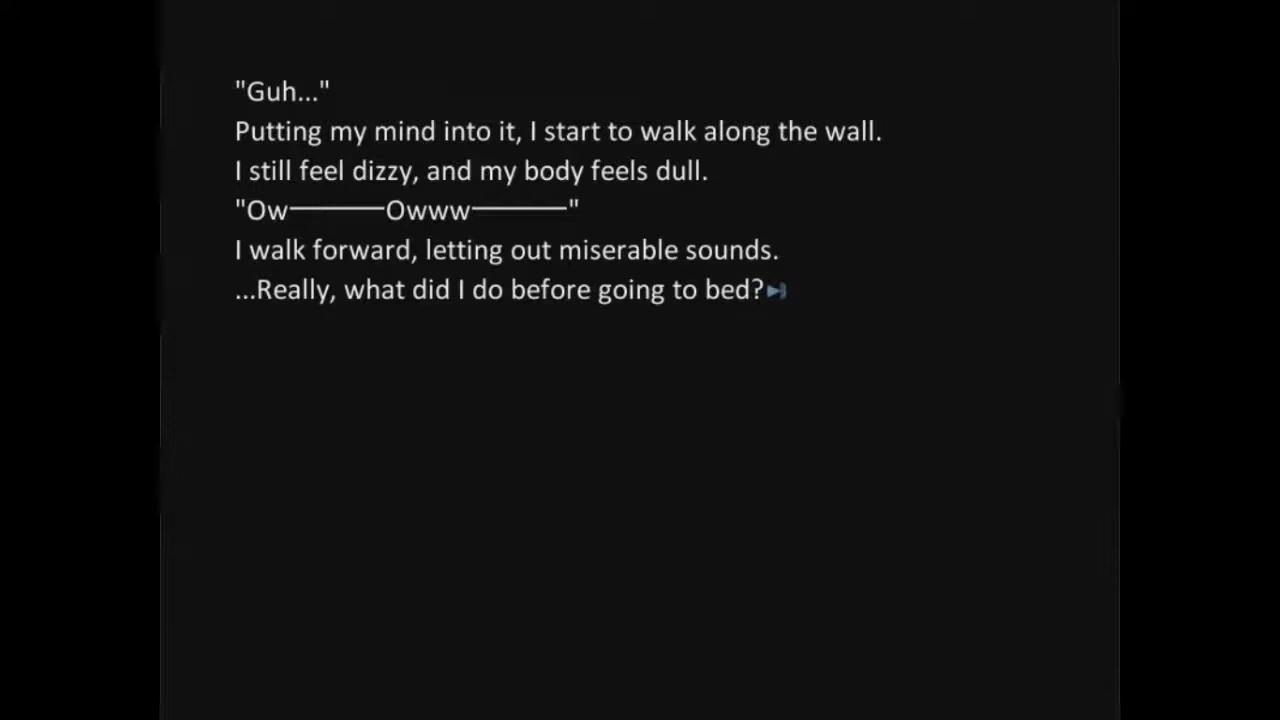 "Guh..."
Putting my mind into it, I start to walk along the wall.
I still feel dizzy, and my body feels dull.
"Ow————Owww————"
I walk forward, letting out miserable sounds.
...Really, what did I do before going to bed?